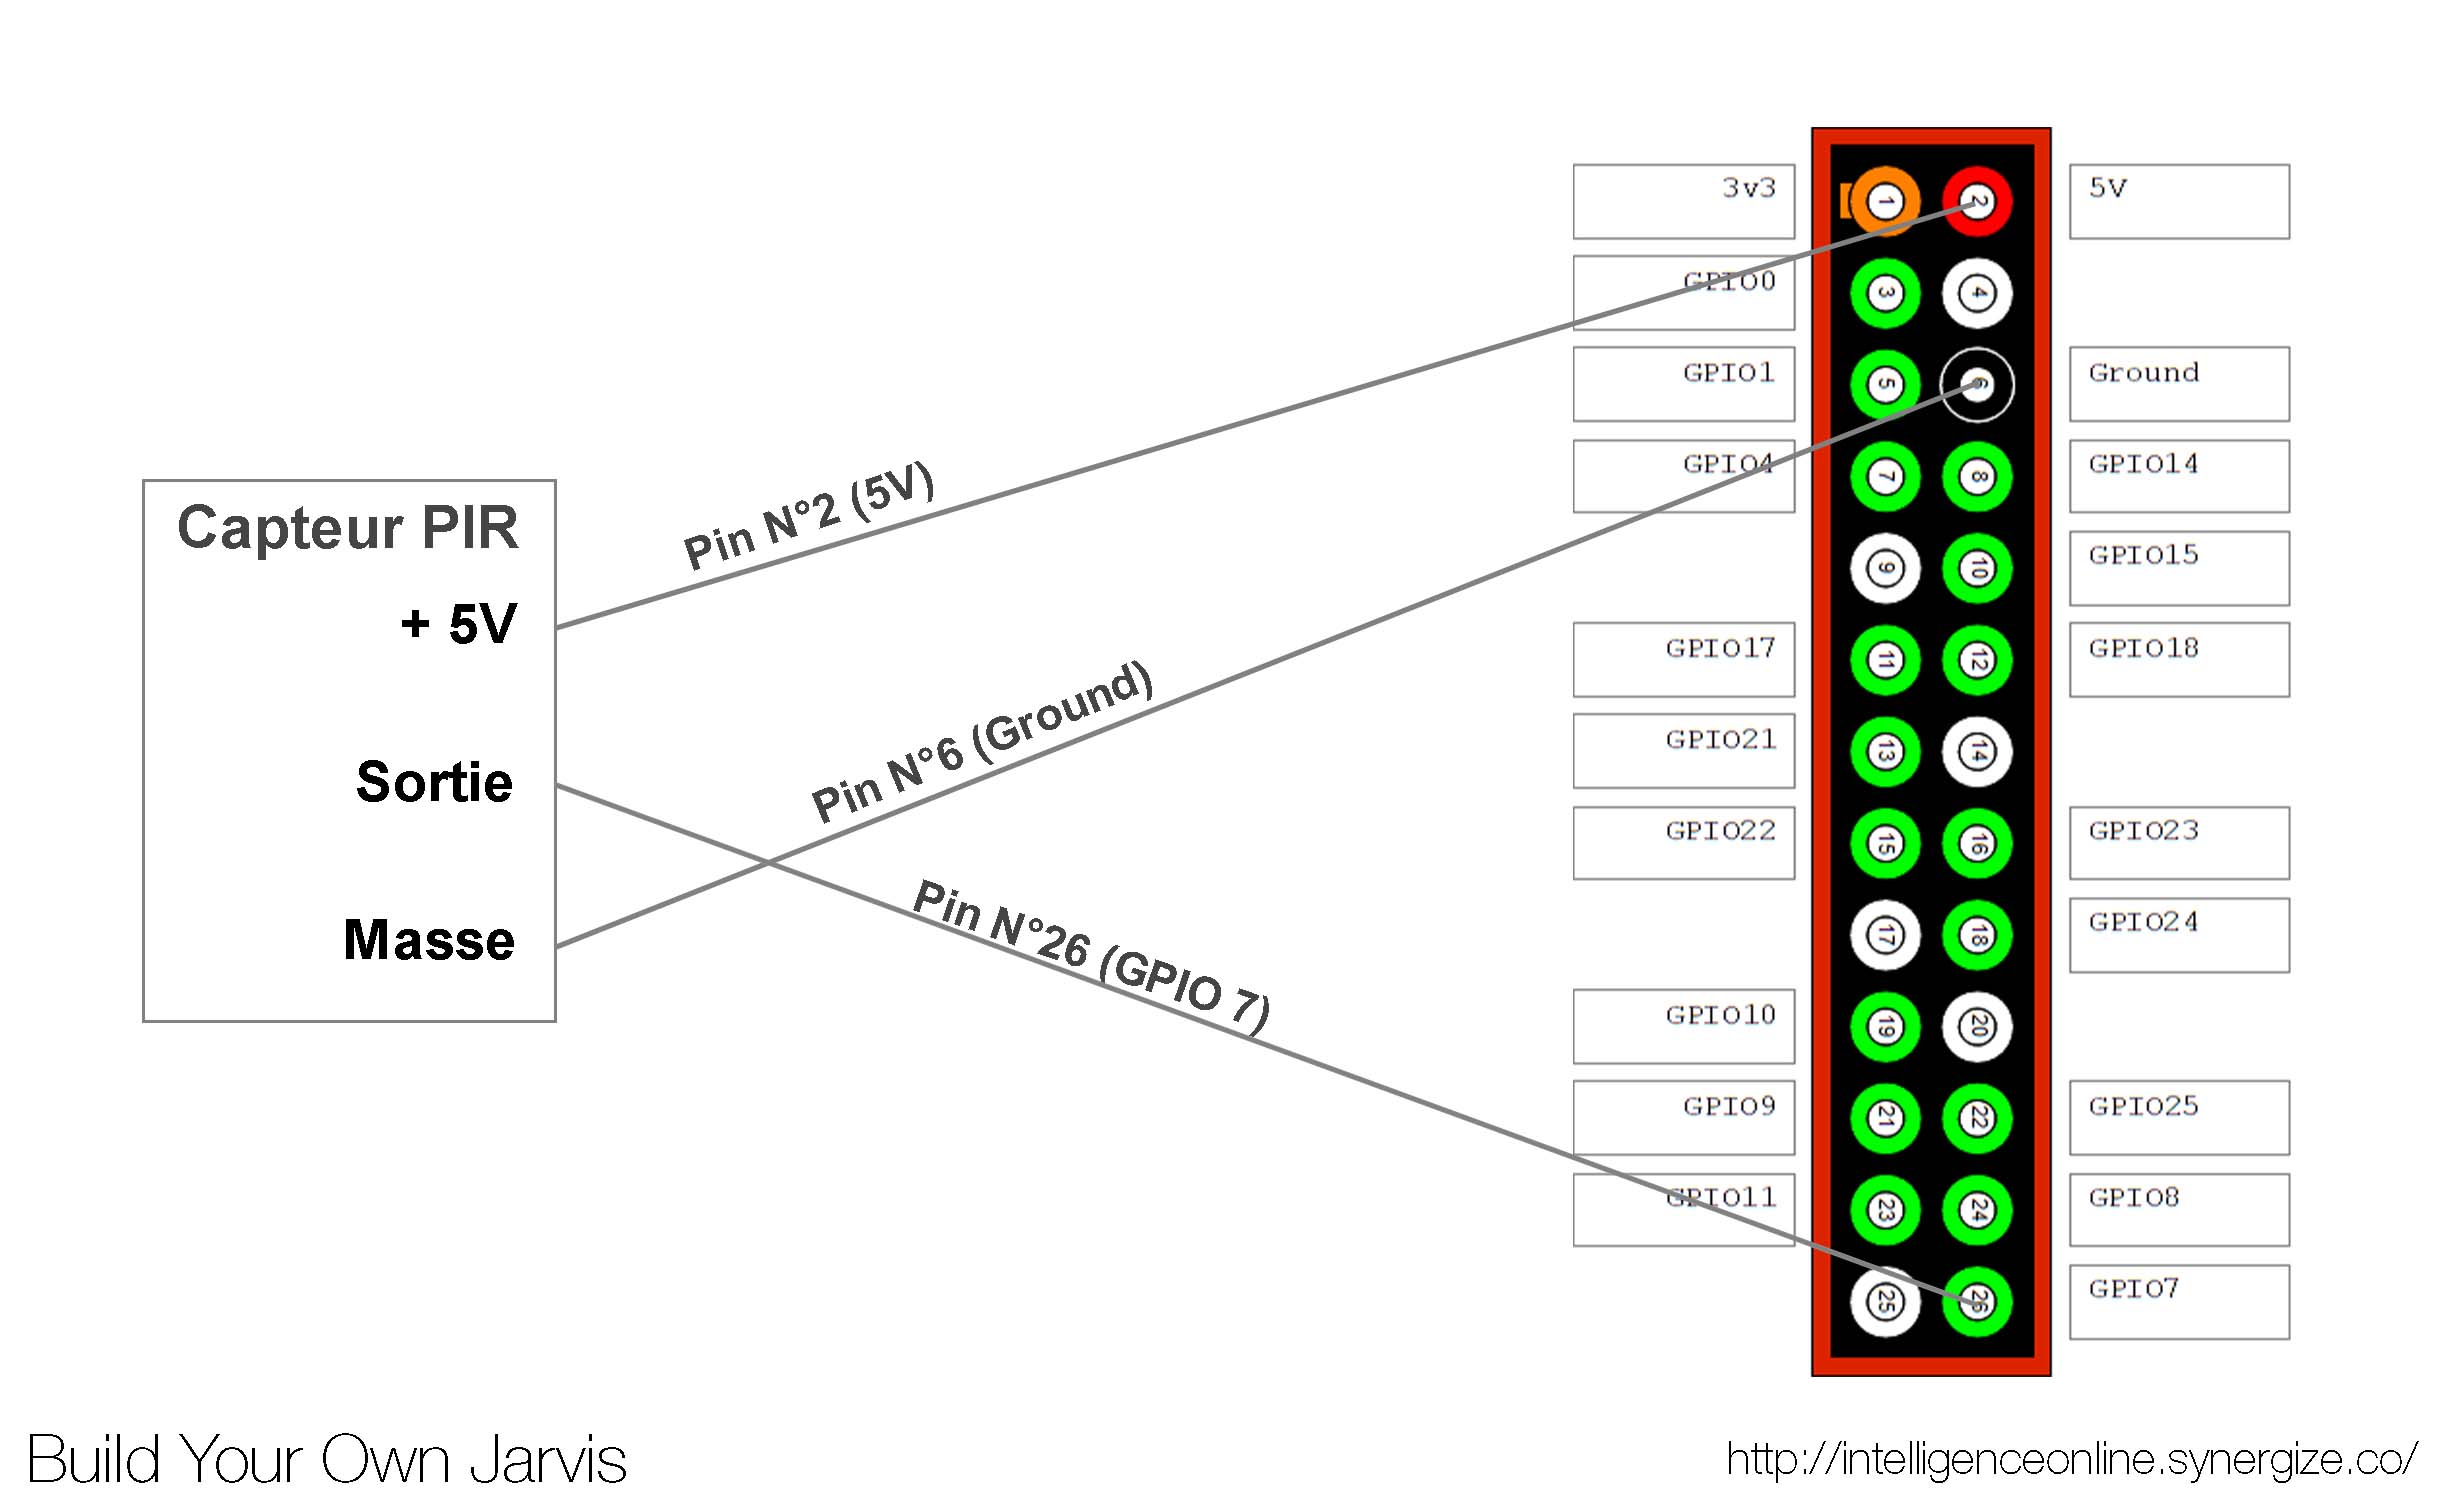 Capteur PIR
+ 5V
Sortie
Masse
Pin N°2 (5V)
Pin N°6 (Ground)
Pin N°26 (GPIO 7)
3v3
1
2
5V
GPIO0
3
4
GPIO1
5
6
Ground
GPIO4
7
8
GPIO14
9
10
GPIO15
GPIO17
11
12
GPIO18
GPIO21
13
14
GPIO22
15
16
GPIO23
17
18
GPIO24
GPIO10
19
20
GPIO9
21
22
GPIO25
GPIO11
23
24
GPIO8
25
26
GPIO7
Build Your Own Jarvis
http://intelligenceonline.synergize.co/